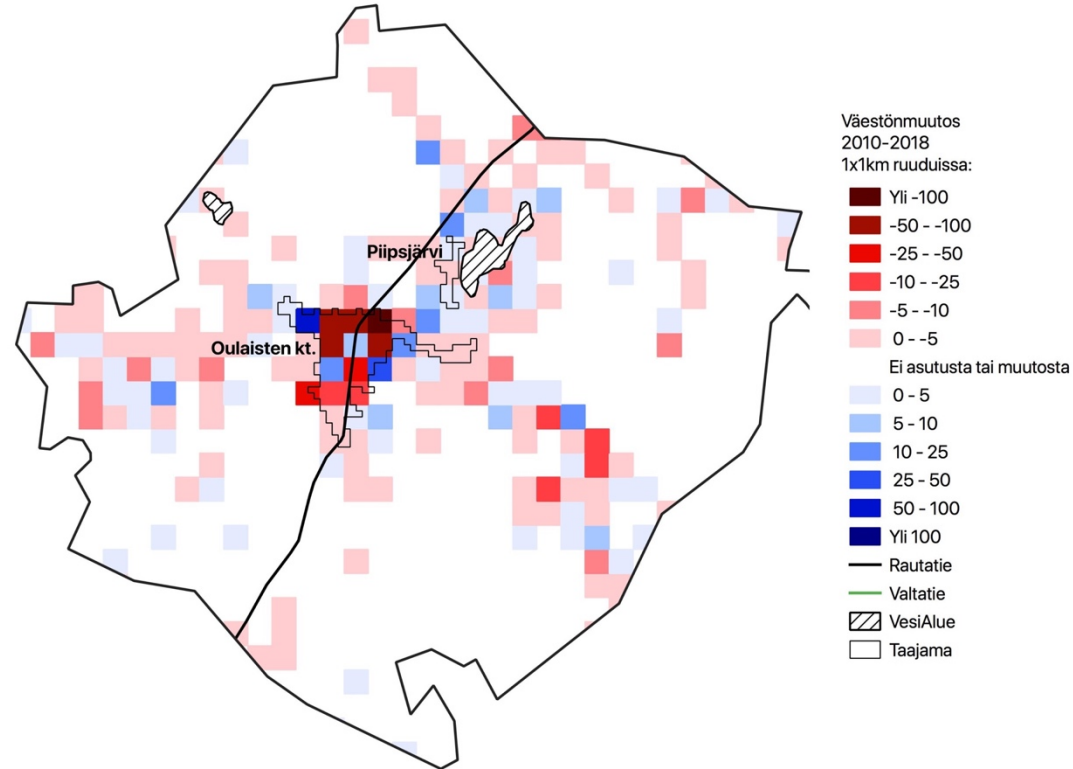 Piipsjärvi
Oulaisten kt.
Väestönmuutos
2010-2018
1x1km ruuduissa:
Yli -100
-50 - -100
-25 - -50
-10 - -25
-5 - -10
0 - -5
Ei asutusta tai muutosta
0 - 5
5 - 10
10 - 25
25 - 50
50 - 100
Yli 100
Rautatie
Valtatie
VesiAlue
Taajama